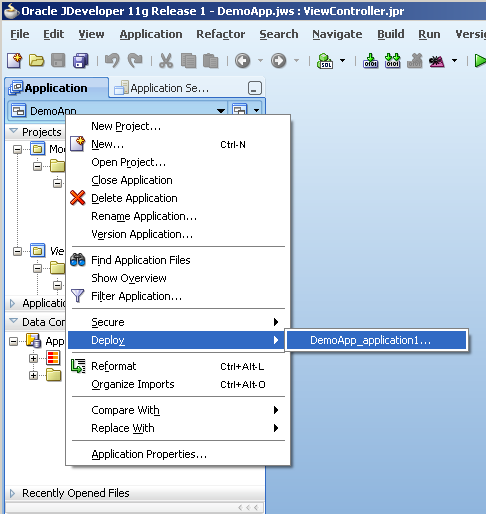 Oracle JDeveloper 11g Release 1 - DemoApp.jws : ViewController.jpr
File Edit View Application Refactor Search Navigate Build Run Versi
Application
Application Se...
DemoApp
Projects
New Project...
Mo
New... Ctrl-N
Open Project...
Close Application
Delete Application
Rename Application...
Version Application...
Vie
Find Application Files
Show Overview
Applicatio
Filter Application...
Data Con
Secure
App
Deploy
DemoApp_application1...
Reformat Ctrl+Alt-L
Organize Imports Ctrl+Alt-O
Compare With
Replace With
Application Properties...
Recently Opened Files